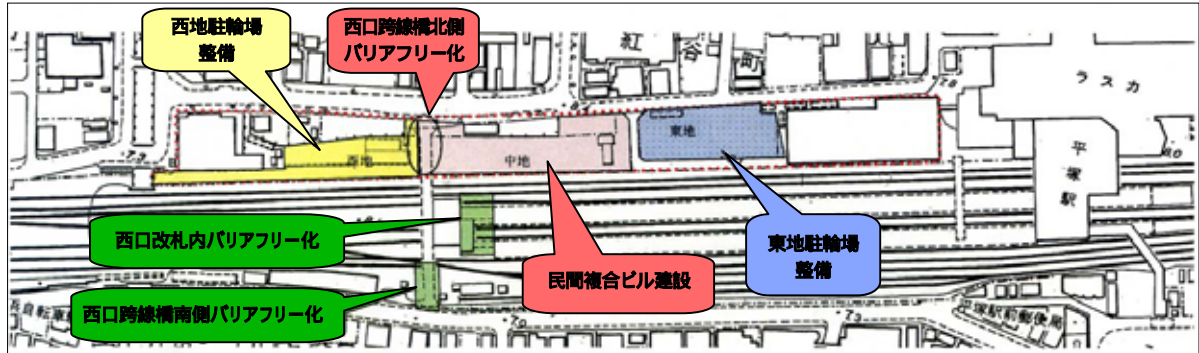 西地駐輪場
整備
西口跨線橋北側
バリアフリー化
紅
谷
町
ラスカ
西地
中地
東地
平塚駅
西口改札内バリアフリー化
西口跨線橋南側バリアフリー化
民間複合ビル建設
東地駐輪場
整備
平塚駅前郵便局